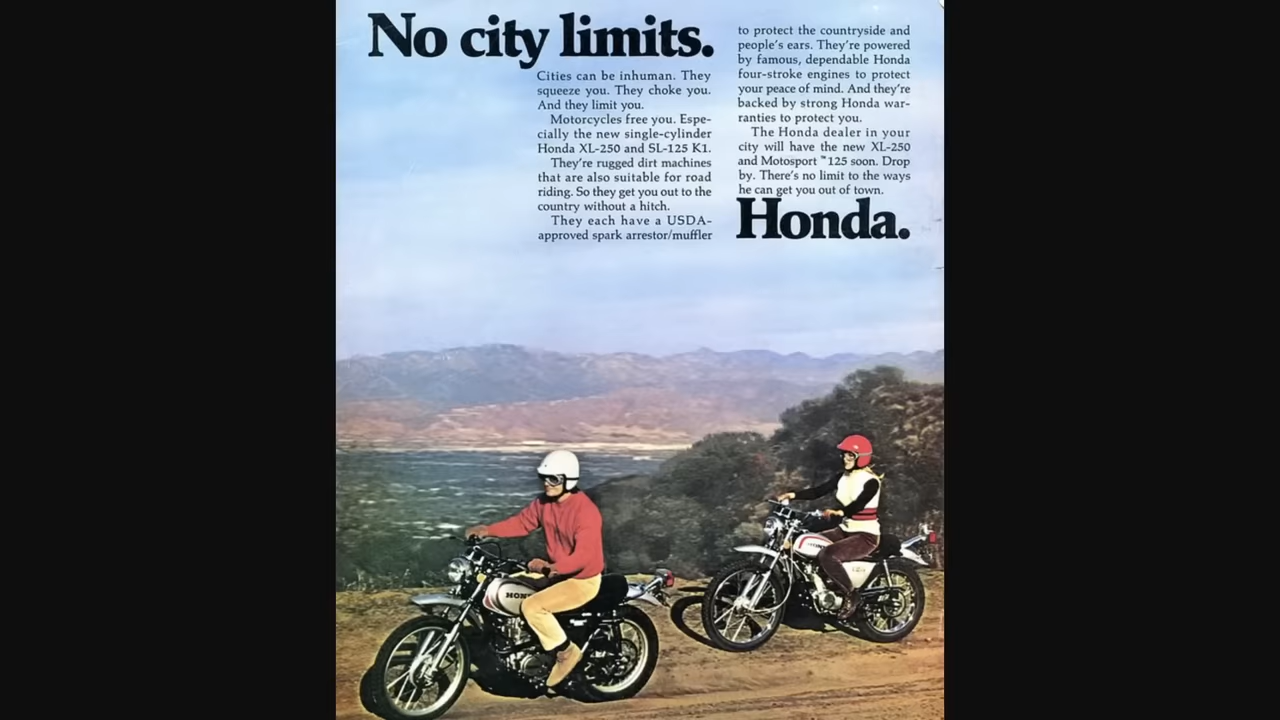 No city limits.
Cities can be inhuman. They
squeeze you. They choke you.
And they limit you.
Motorcycles free you. Espe-
cially the new single-cylinder
Honda XL-250 and SL-125 K1.
They're rugged dirt machines
that are also suitable for road
riding. So they get you out to the
country without a hitch.
They each have a USDA-
approved spark arrestor/muffler
to protect the countryside and
people's ears. They're powered
by famous, dependable Honda
four-stroke engines to protect
your peace of mind. And they're
backed by strong Honda war-
ranties to protect you.
The Honda dealer in your
city will have the new XL-250
and Motosport ™125 soon. Drop
by. There's no limit to the ways
he can get you out of town.
Honda.